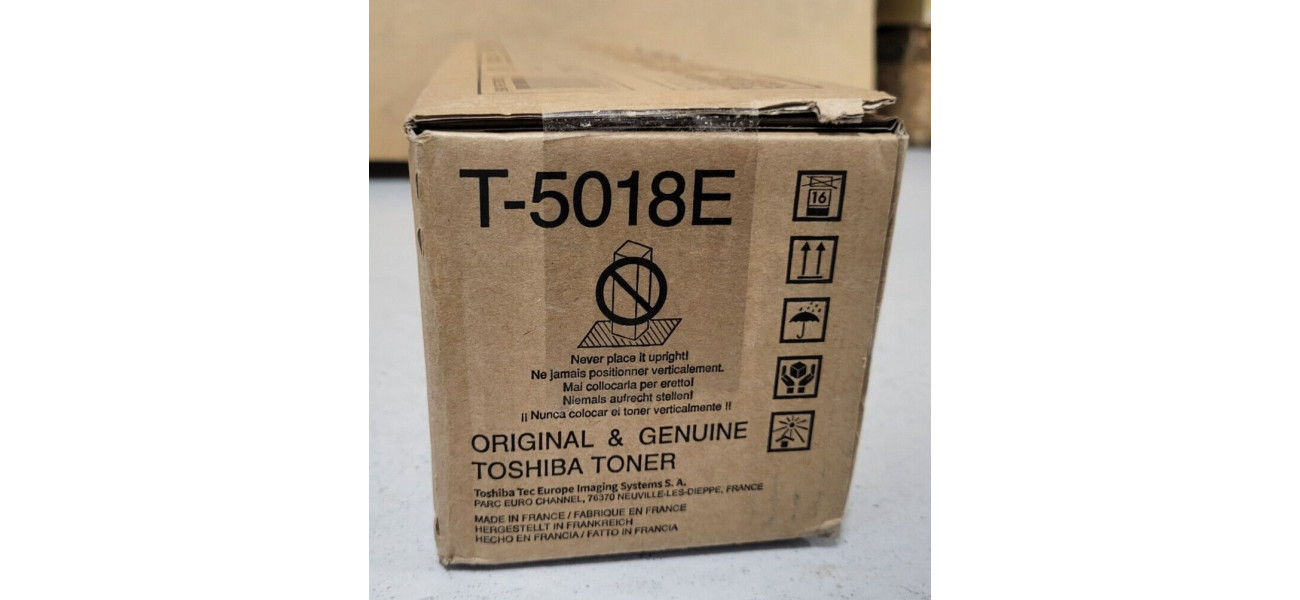 T-5018E
16
Never place it upright!
Ne jamais positionner verticalement.
Mai collocarla per eretto!
Niemals aufrecht stellen!
¡¡ Nunca colocar el toner verticalmente !!
ORIGINAL & GENUINE
TOSHIBA TONER
Toshiba Tec Europe Imaging Systems S. A.
PARC EURO CHANNEL, 76370 NEUVILLE-LES-DIEPPE, FRANCE
MADE IN FRANCE / FABRIQUE EN FRANCE
HERGESTELLT IN FRANKREICH
HECHO EN FRANCIA / FATTO IN FRANCIA